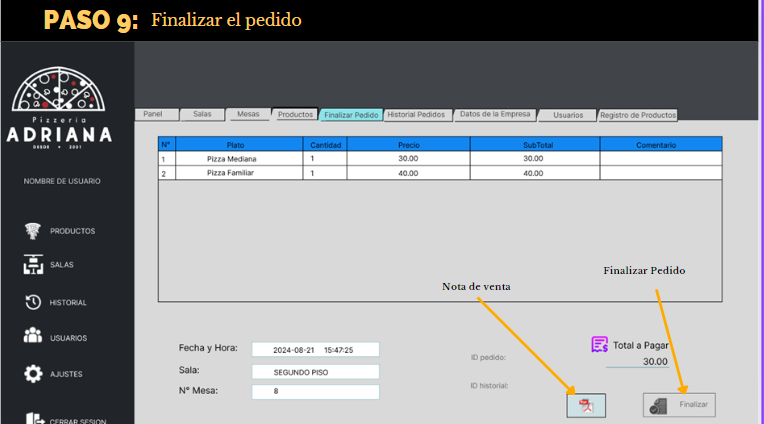 PASO 9: Finalizar el pedido
Pizzeria
ADRIANA
DESDE 2001
NOMBRE DE USUARIO
PRODUCTOS
SALAS
HISTORIAL
USUARIOS
AJUSTES
CERRAR SESION
Panel Salas Mesas Productos Finalizar Pedido Historial Pedidos Datos de la Empresa Usuarios Registro de Productos
N° Plato Cantidad Precio SubTotal Comentario
1 Pizza Mediana 1 30.00 30.00
2 Pizza Familiar 1 40.00 40.00
Nota de venta
Finalizar Pedido
Fecha y Hora: 2024-08-21 15:47:25
Sala: SEGUNDO PISO
N° Mesa: 8
ID pedido:
ID historial:
Total a Pagar
30.00
PDF
Finalizar